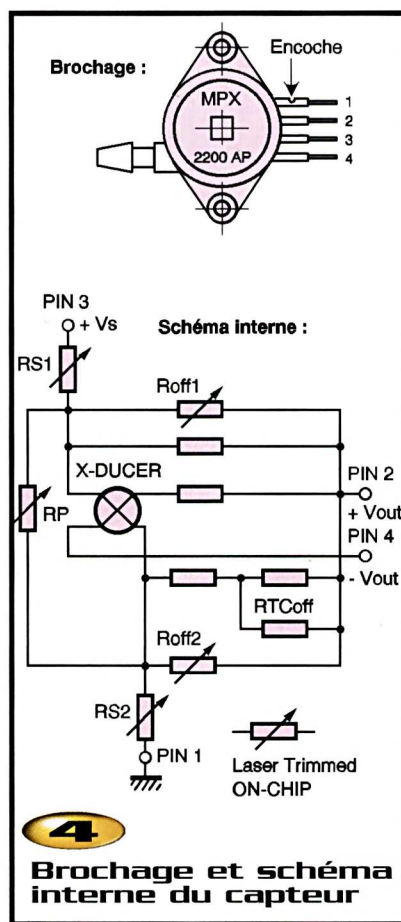 Brochage :
Encoche
MPX
2200 AP
1
2
3
4
PIN 3
+ Vs
Schéma interne :
RS1
Roff1
X-DUCER
RP
PIN 2
+ Vout
PIN 4
- Vout
RTCoff
Roff2
RS2
PIN 1
Laser Trimmed
ON-CHIP
4
Brochage et schéma
interne du capteur